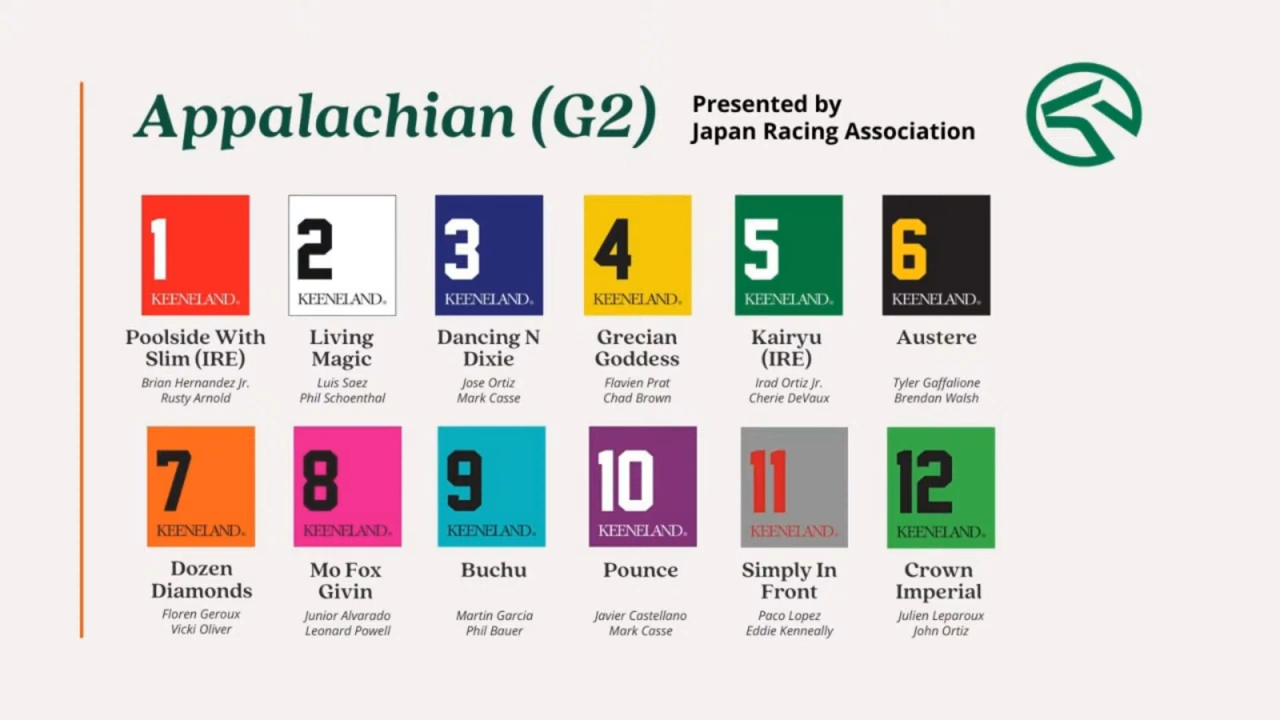 Appalachian (G2)
Presented by
Japan Racing Association
1
KEENELAND®
Poolside With
Slim (IRE)
Brian Hernandez Jr.
Rusty Arnold
2
KEENELAND®
Living
Magic
Luis Saez
Phil Schoenthal
3
KEENELAND®
Dancing N
Dixie
Jose Ortiz
Mark Casse
4
KEENELAND®
Grecian
Goddess
Flavien Prat
Chad Brown
5
KEENELAND®
Kairyu
(IRE)
Irad Ortiz Jr.
Cherie DeVaux
6
KEENELAND®
Austere
Tyler Gaffalione
Brendan Walsh
7
KEENELAND®
Dozen
Diamonds
Floren Geroux
Vicki Oliver
8
KEENELAND®
Mo Fox
Givin
Junior Alvarado
Leonard Powell
9
KEENELAND®
Buchu
Martin Garcia
Phil Bauer
10
KEENELAND®
Pounce
Javier Castellano
Mark Casse
11
KEENELAND®
Simply In
Front
Paco Lopez
Eddie Kenneally
12
KEENELAND®
Crown
Imperial
Julien Leparoux
John Ortiz